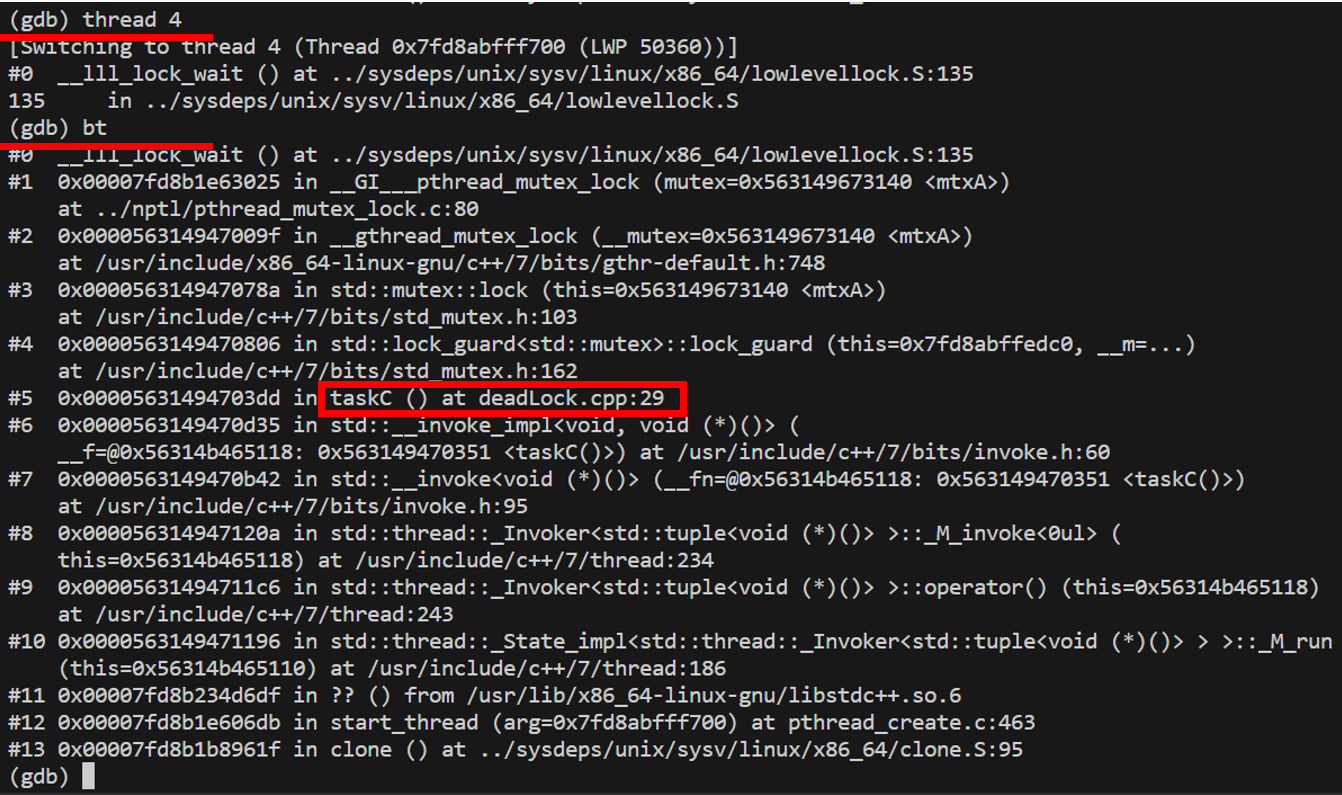 (gdb) thread 4
[Switching to thread 4 (Thread 0x7fd8abfff700 (LWP 50360))]
#0  __lll_lock_wait () at ../sysdeps/unix/sysv/linux/x86_64/lowlevellock.S:135
135     in ../sysdeps/unix/sysv/linux/x86_64/lowlevellock.S
(gdb) bt
#0  __lll_lock_wait () at ../sysdeps/unix/sysv/linux/x86_64/lowlevellock.S:135
#1  0x00007fd8b1e63025 in __GI___pthread_mutex_lock (mutex=0x563149673140 <mtxA>)
    at ../nptl/pthread_mutex_lock.c:80
#2  0x000056314947009f in __gthread_mutex_lock (__mutex=0x563149673140 <mtxA>)
    at /usr/include/x86_64-linux-gnu/c++/7/bits/gthr-default.h:748
#3  0x000056314947078a in std::mutex::lock (this=0x563149673140 <mtxA>)
    at /usr/include/c++/7/bits/std_mutex.h:103
#4  0x0000563149470806 in std::lock_guard<std::mutex>::lock_guard (this=0x7fd8abffedc0, __m=...)
    at /usr/include/c++/7/bits/std_mutex.h:162
#5  0x00005631494703dd in taskC () at deadLock.cpp:29
#6  0x0000563149470d35 in std::__invoke_impl<void, void (*)()> (
    __f=@0x56314b465118: 0x563149470351 <taskC()>) at /usr/include/c++/7/bits/invoke.h:60
#7  0x0000563149470b42 in std::__invoke<void (*)()> (__fn=@0x56314b465118: 0x563149470351 <taskC()>)
    at /usr/include/c++/7/bits/invoke.h:95
#8  0x000056314947120a in std::thread::_Invoker<std::tuple<void (*)()> >::_M_invoke<0ul> (
    this=0x56314b465118) at /usr/include/c++/7/thread:234
#9  0x00005631494711c6 in std::thread::_Invoker<std::tuple<void (*)()> >::operator() (this=0x56314b465118)
    at /usr/include/c++/7/thread:243
#10 0x0000563149471196 in std::thread::_State_impl<std::thread::_Invoker<std::tuple<void (*)()> > >::_M_run
    (this=0x56314b465110) at /usr/include/c++/7/thread:186
#11 0x00007fd8b234d6df in ?? () from /usr/lib/x86_64-linux-gnu/libstdc++.so.6
#12 0x00007fd8b1e606db in start_thread (arg=0x7fd8abfff700) at pthread_create.c:463
#13 0x00007fd8b1b8961f in clone () at ../sysdeps/unix/sysv/linux/x86_64/clone.S:95
(gdb)